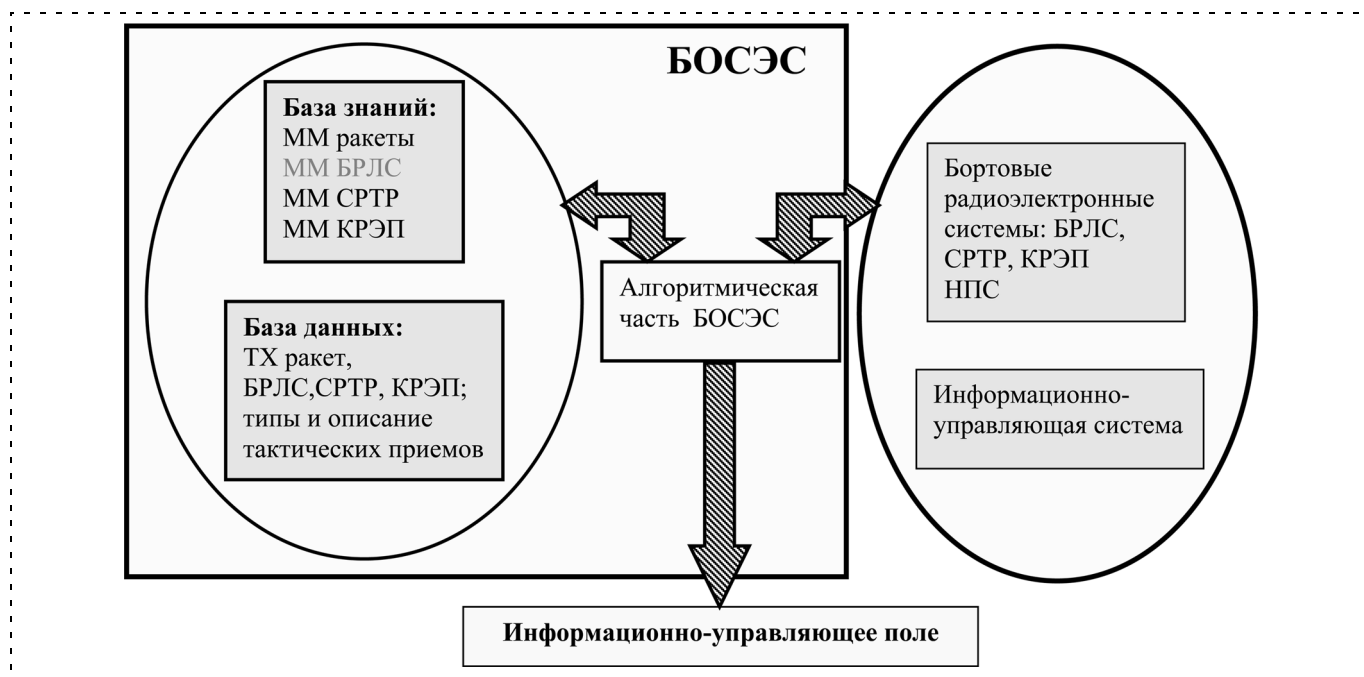 БОСЭС
База знаний:
ММ ракеты
ММ БРЛС
ММ СРТР
ММ КРЭП
База данных:
ТХ ракет,
БРЛС,СРТР, КРЭП;
типы и описание
тактических приемов
Алгоритмическая
часть БОСЭС
Бортовые
радиоэлектронные
системы: БРЛС,
СРТР, КРЭП
НПС
Информационно-
управляющая система
Информационно-управляющее поле